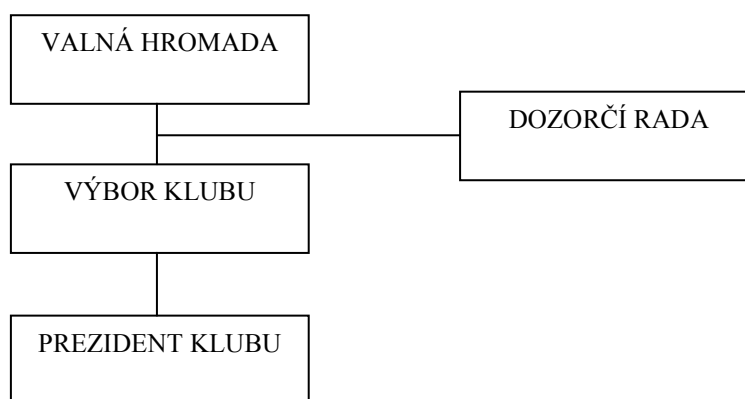 VALNÁ HROMADA
DOZORČÍ RADA
VÝBOR KLUBU
PREZIDENT KLUBU